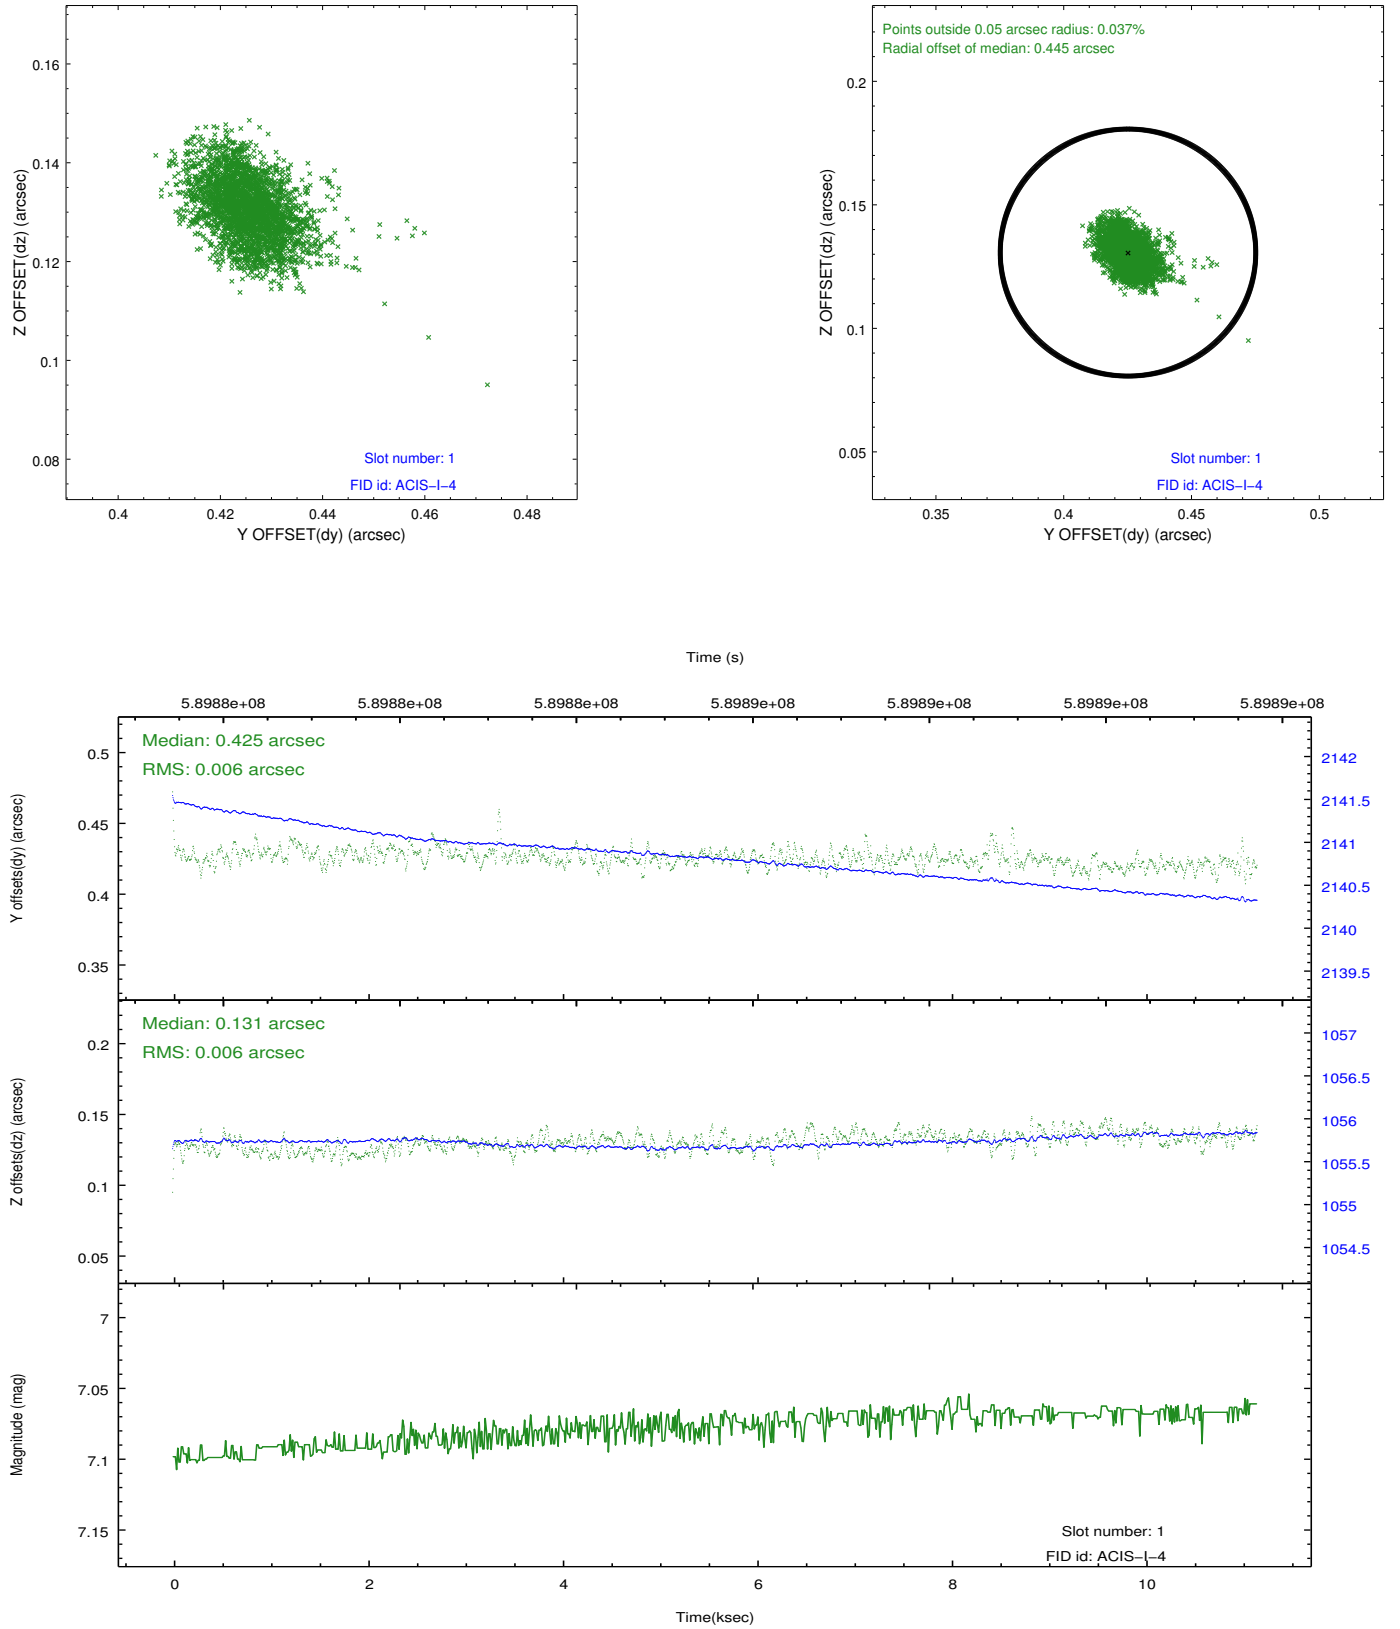 0.16
0.14
0.12
0.1
0.08
Z OFFSET(dz) (arcsec)
Slot number: 1
FID id: ACIS−I−4
0.4 0.42 0.44 0.46 0.48
Y OFFSET(dy) (arcsec)
Points outside 0.05 arcsec radius: 0.037%
Radial offset of median: 0.445 arcsec
0.2
0.15
0.1
0.05
Z OFFSET(dz) (arcsec)
Slot number: 1
FID id: ACIS−I−4
0.35 0.4 0.45 0.5
Y OFFSET(dy) (arcsec)
Time (s)
5.8988e+08 5.8988e+08 5.8988e+08 5.8989e+08 5.8989e+08 5.8989e+08 5.8989e+08
Median: 0.425 arcsec
RMS: 0.006 arcsec
0.5
0.45
0.4
0.35
Y offsets(dy) (arcsec)
2142
2141.5
2141
2140.5
2140
2139.5
Median: 0.131 arcsec
RMS: 0.006 arcsec
0.2
0.15
0.1
0.05
Z offsets(dz) (arcsec)
1057
1056.5
1056
1055.5
1055
1054.5
7
7.05
7.1
7.15
Magnitude (mag)
Slot number: 1
FID id: ACIS−I−4
0 2 4 6 8 10
Time(ksec)